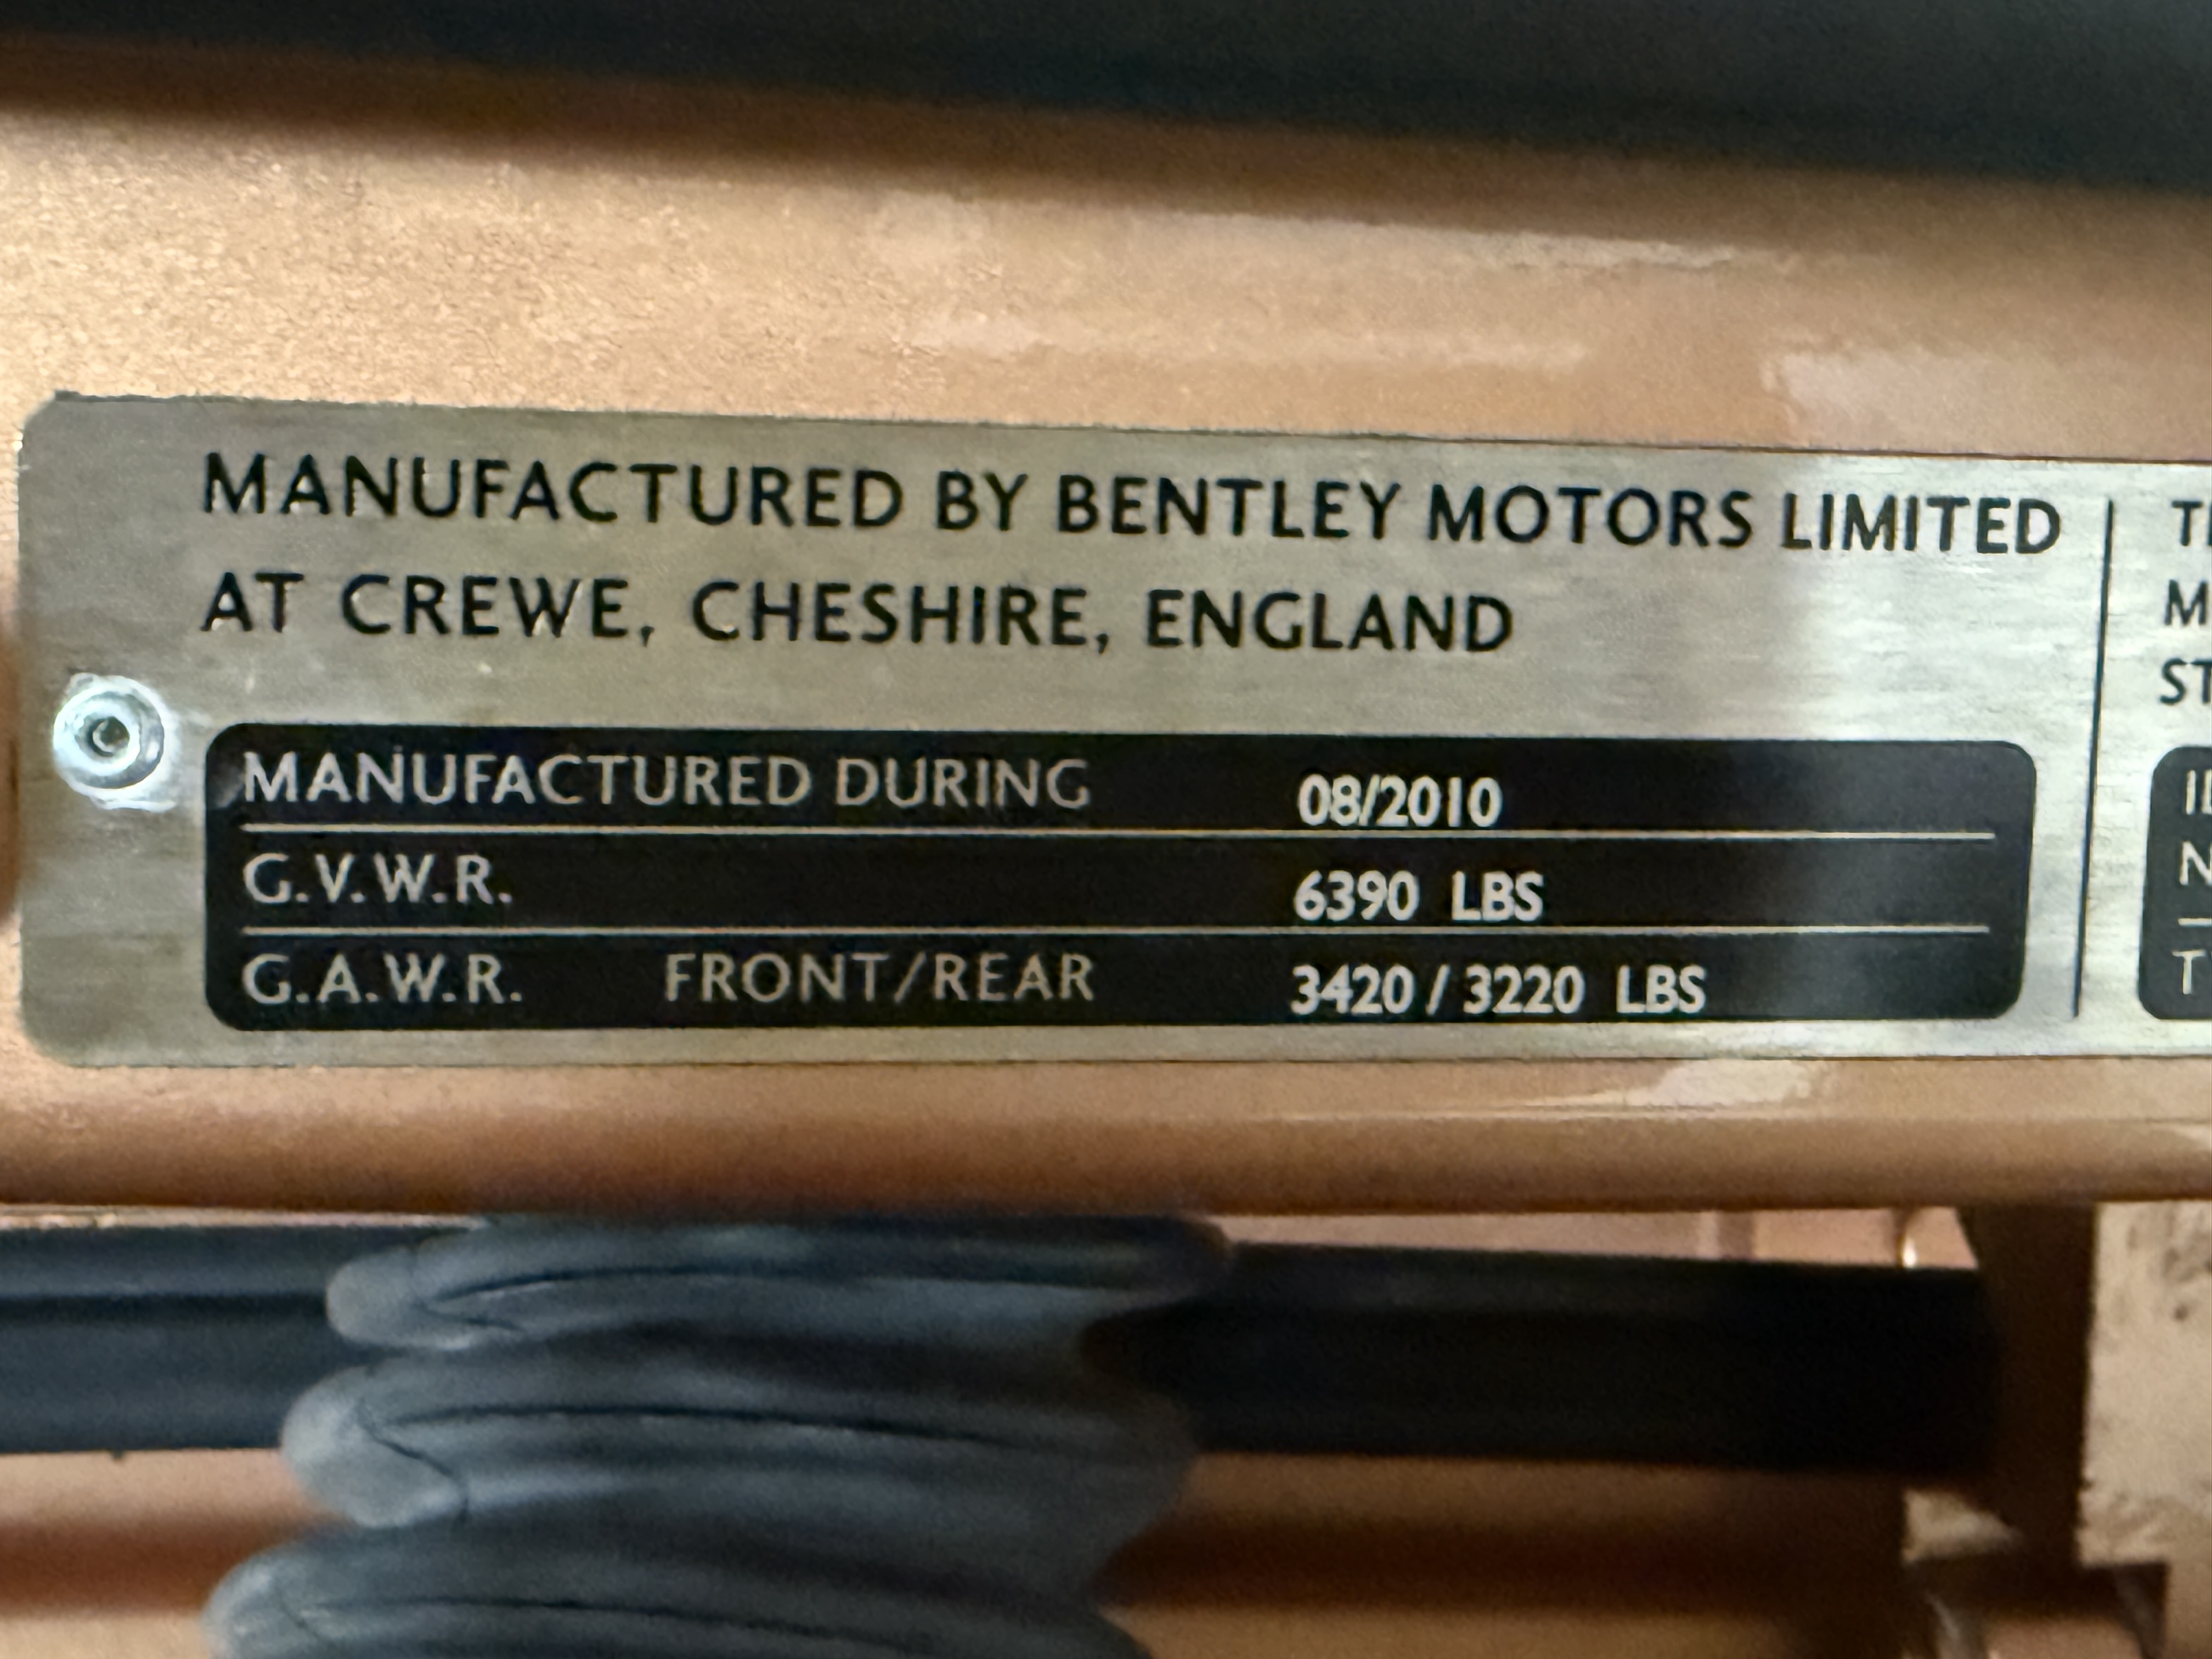 MANUFACTURED BY BENTLEY MOTORS LIMITED
AT CREWE, CHESHIRE, ENGLAND
MANUFACTURED DURING 08/2010
G.V.W.R. 6390 LBS
G.A.W.R. FRONT/REAR 3420 / 3220 LBS